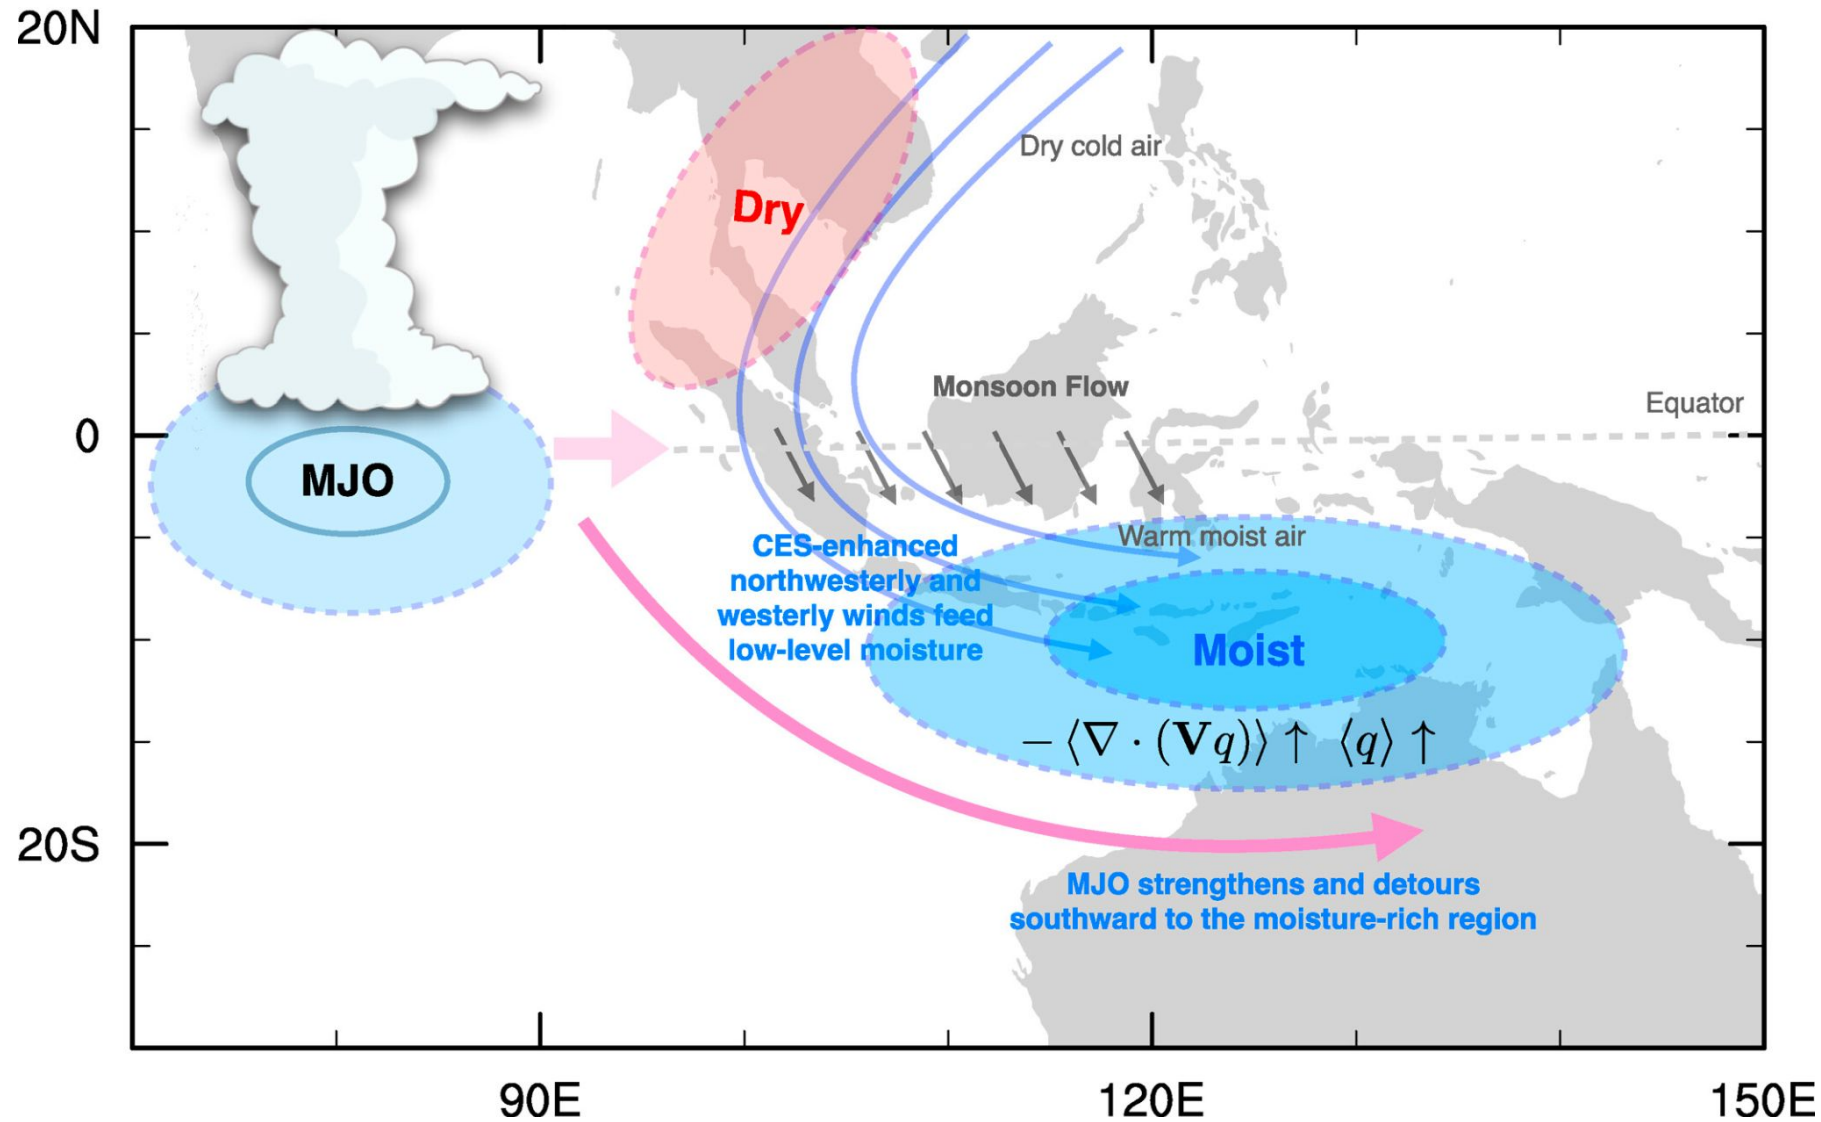 20N
Dry cold air
Dry
Monsoon Flow
Equator
0
MJO
Warm moist air
CES-enhanced
northwesterly and
westerly winds feed
low-level moisture
Moist
− ⟨∇ · (𝐕q)⟩ ↑ ⟨q⟩ ↑
20S
MJO strengthens and detours
southward to the moisture-rich region
90E
120E
150E